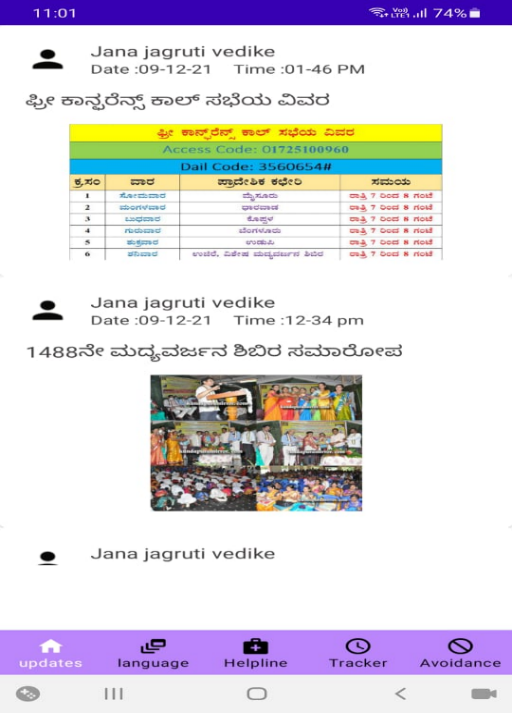 11:01
Vo)) LTE1 74%
Jana jagruti vedike
Date :09-12-21 Time :01-46 PM
ಫ್ರೀ ಕಾನ್ಫರೆನ್ಸ್ ಕಾಲ್ ಸಭೆಯ ವಿವರ
ಫ್ರೀ ಕಾನ್ಫ್‌ರೆನ್ಸ್ ಕಾಲ್ ಸಭೆಯ ವಿವರ
Access Code: 01725100960
Dail Code: 3560654#
ಕ್ರ.ಸಂ ವಾರ ಪ್ರಾದೇಶಿಕ ಕಛೇರಿ ಸಮಯ
1 ಸೋಮವಾರ ಮೈಸೂರು ರಾತ್ರಿ 7 ರಿಂದ 8 ಗಂಟೆ
2 ಮಂಗಳವಾರ ಧಾರವಾಡ ರಾತ್ರಿ 7 ರಿಂದ 8 ಗಂಟೆ
3 ಬುಧವಾರ ಕೊಪ್ಪಳ ರಾತ್ರಿ 7 ರಿಂದ 8 ಗಂಟೆ
4 ಗುರುವಾರ ಬೆಂಗಳೂರು ರಾತ್ರಿ 7 ರಿಂದ 8 ಗಂಟೆ
5 ಶುಕ್ರವಾರ ಉಡುಪಿ ರಾತ್ರಿ 7 ರಿಂದ 8 ಗಂಟೆ
6 ಶನಿವಾರ ಉಜಿರೆ, ವಿಶೇಷ ಮದ್ಯವರ್ಜನ ಶಿಬಿರ ರಾತ್ರಿ 7 ರಿಂದ 8 ಗಂಟೆ
Jana jagruti vedike
Date :09-12-21 Time :12-34 pm
1488ನೇ ಮದ್ಯವರ್ಜನ ಶಿಬಿರ ಸಮಾರೋಪ
Jana jagruti vedike
updates language Helpline Tracker Avoidance